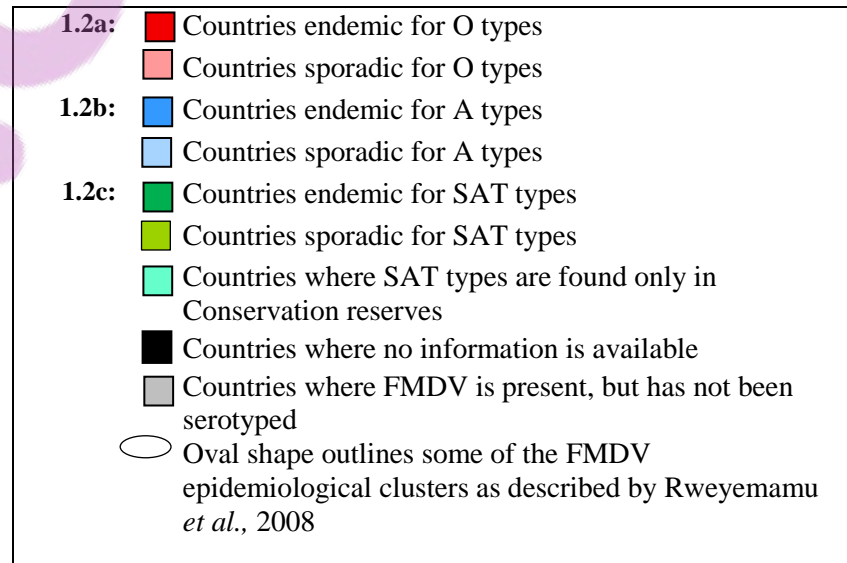 1.2a: Countries endemic for O types
Countries sporadic for O types
1.2b: Countries endemic for A types
Countries sporadic for A types
1.2c: Countries endemic for SAT types
Countries sporadic for SAT types
Countries where SAT types are found only in
Conservation reserves
Countries where no information is available
Countries where FMDV is present, but has not been
serotyped
Oval shape outlines some of the FMDV
epidemiological clusters as described by Rweyemamu
et al., 2008